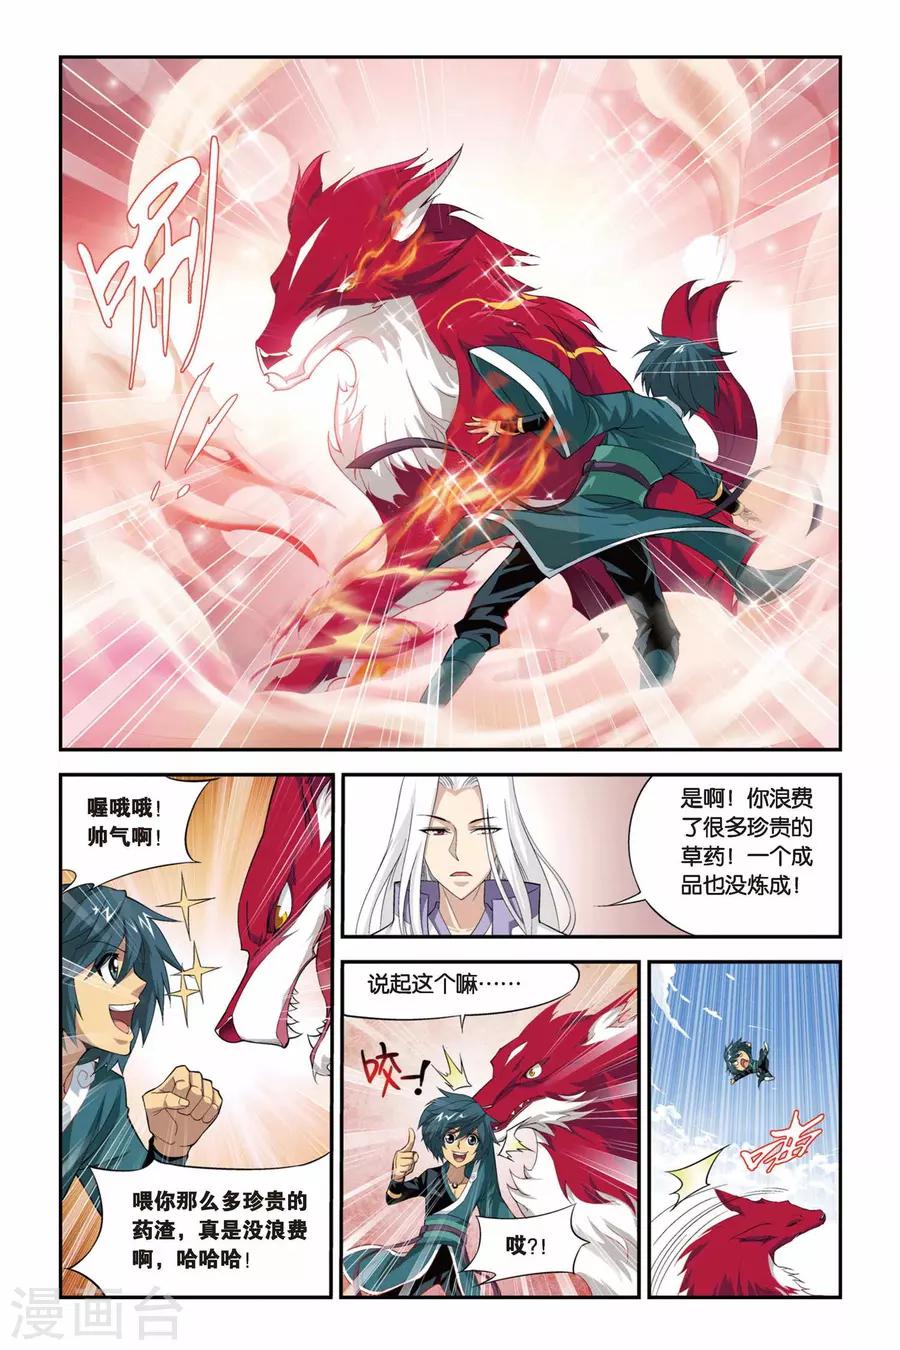 唰
喔哦哦！
帅气啊！
喂你那么多珍贵的
药渣，真是没浪费
啊，哈哈哈！
是啊！你浪费
了很多珍贵的
草药！一个成
品也没炼成！
说起这个嘛……
咬！
哎？！
嗖
漫画台